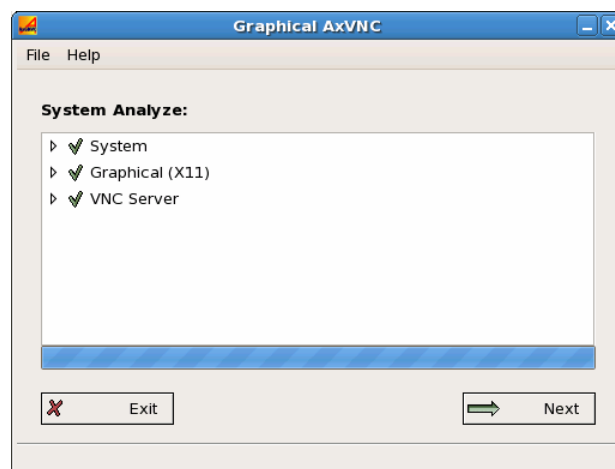 Graphical AxVNC
File Help
System Analyze:
System
Graphical (X11)
VNC Server
Exit Next